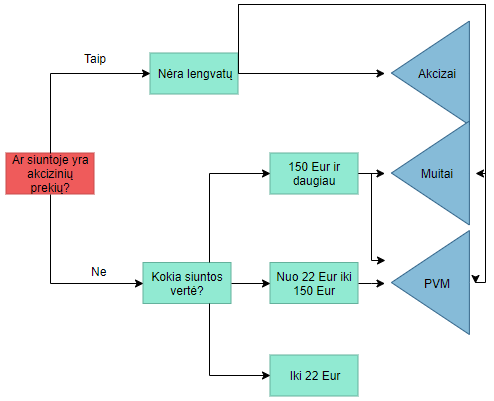 Taip
Nėra lengvatų
Akcizai
Ar siuntoje yra
akcizinių
prekių?
150 Eur ir
daugiau
Muitai
Ne
Kokia siuntos
vertė?
Nuo 22 Eur iki
150 Eur
PVM
Iki 22 Eur